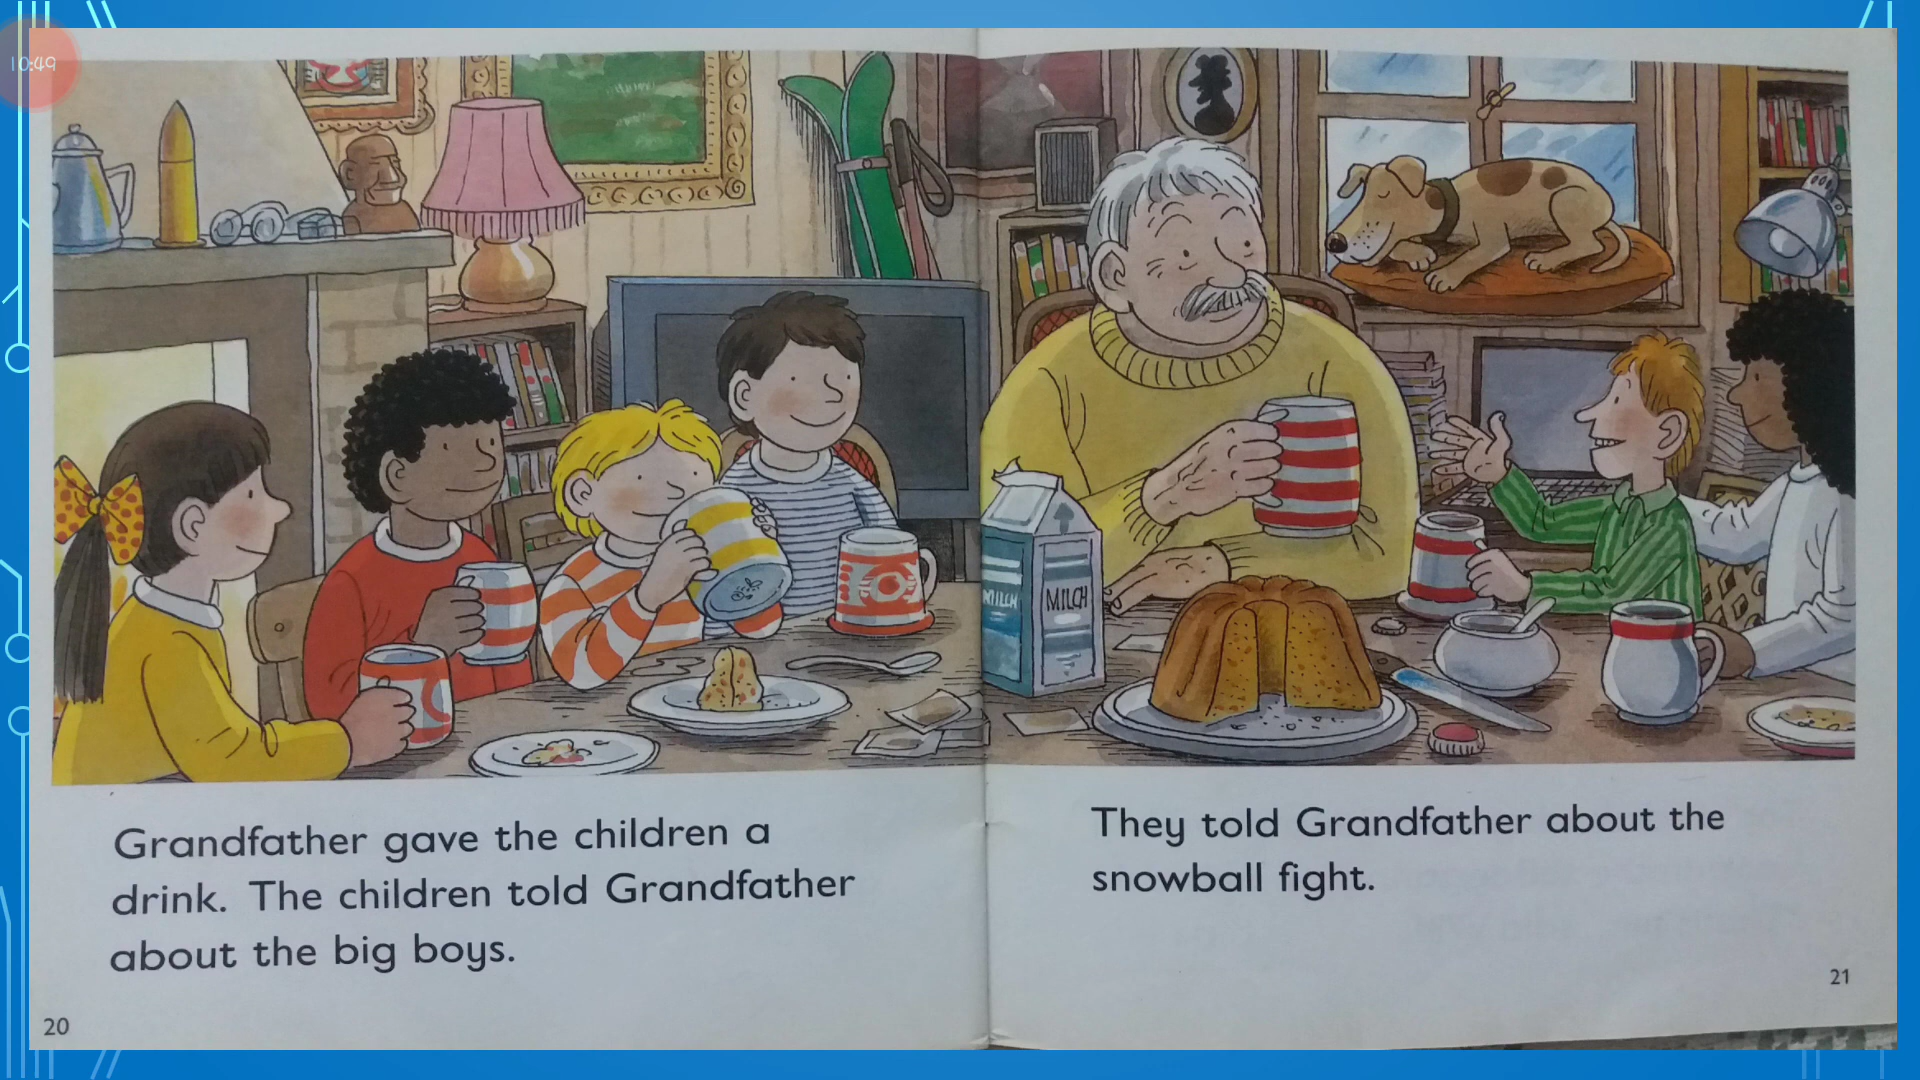 10:49
MILCH
MILCH
Grandfather gave the children a
drink. The children told Grandfather
about the big boys.
20
They told Grandfather about the
snowball fight.
21